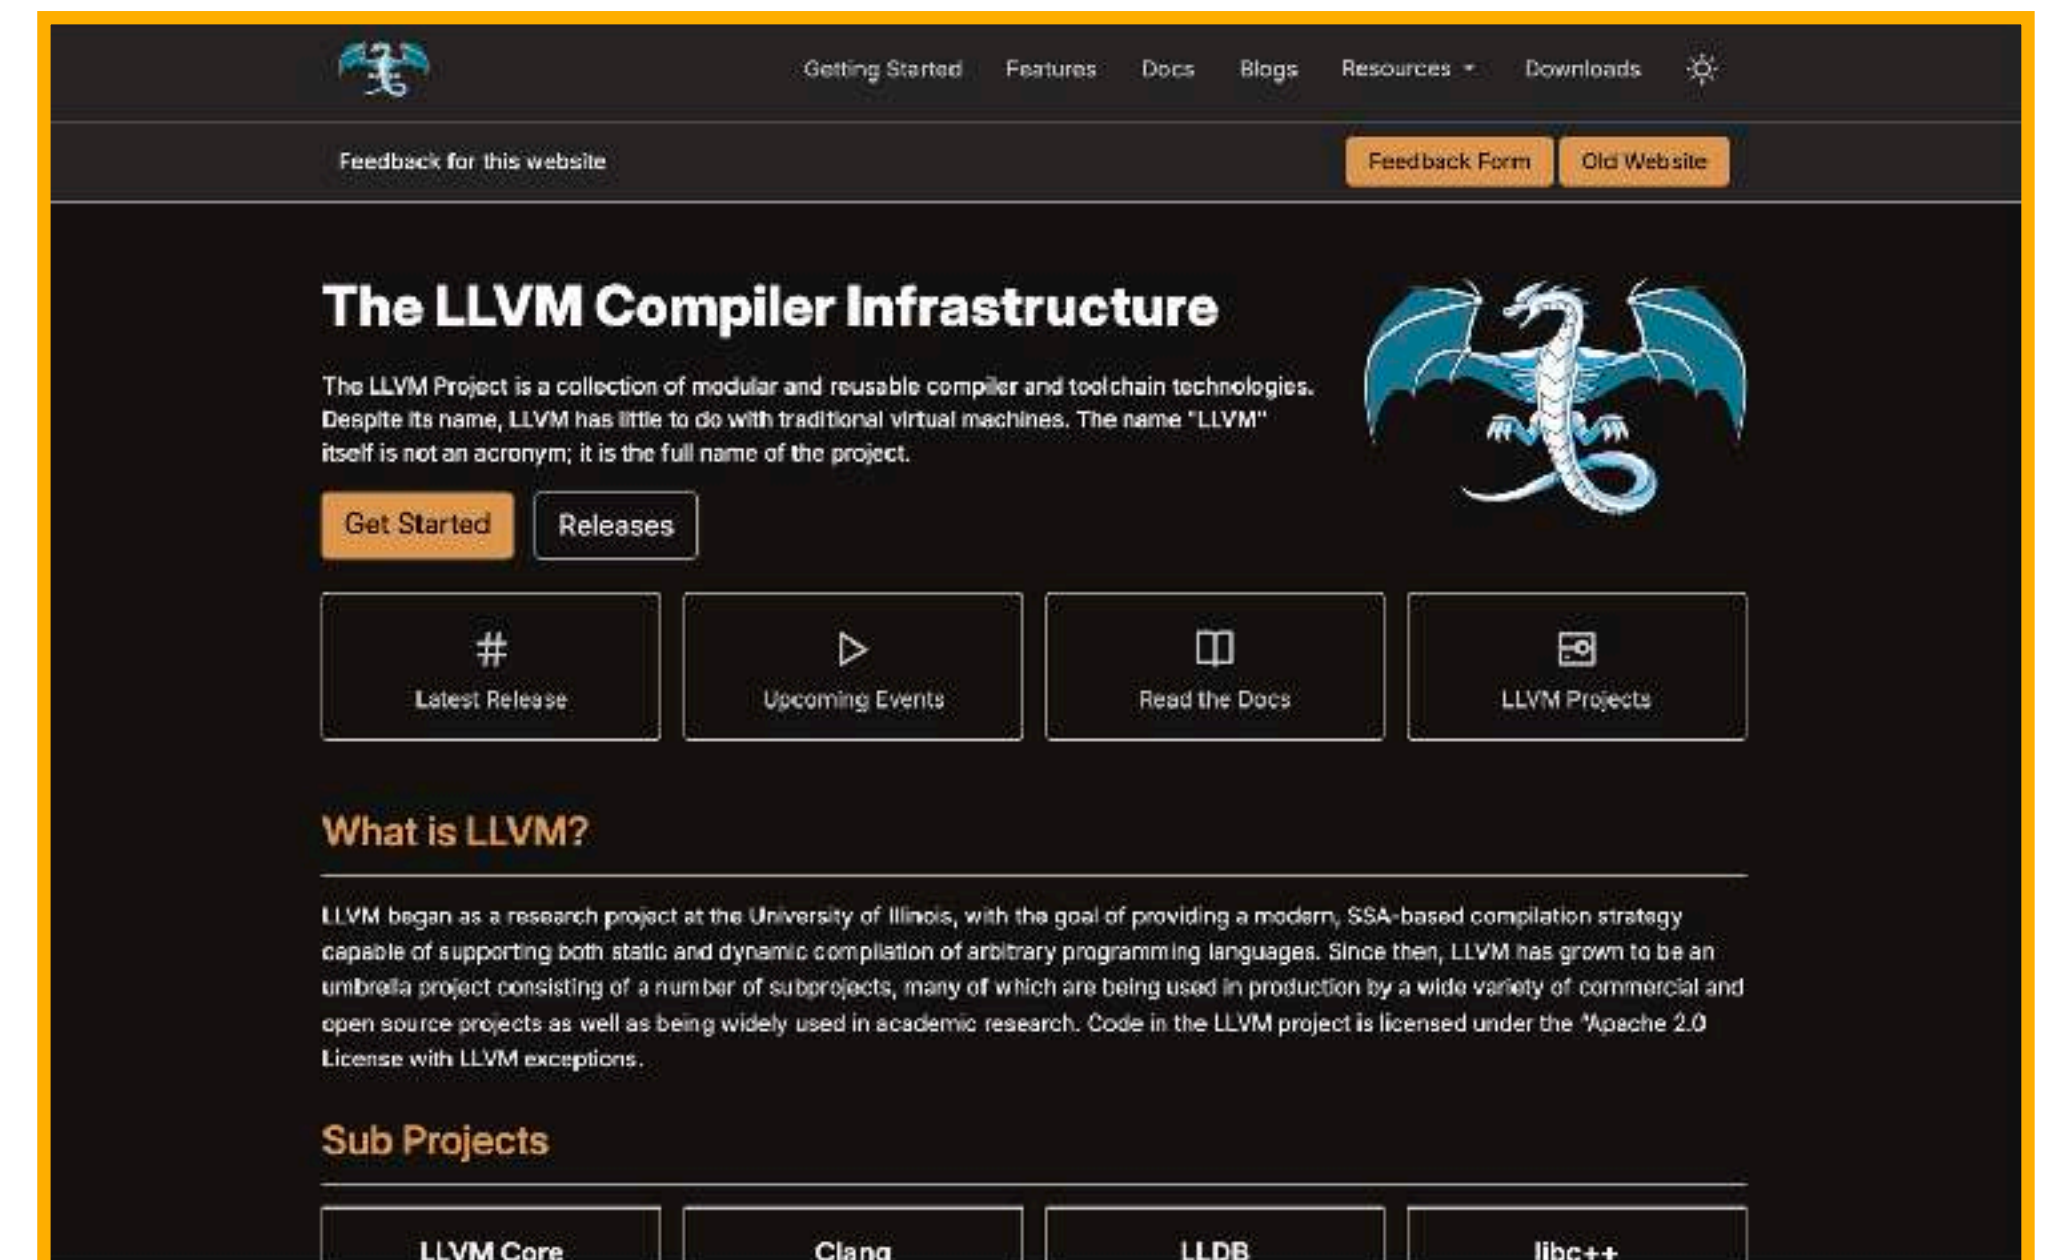 Getting Started Features Docs Blogs Resources Downloads
Feedback for this website Feedback Form Old Website
The LLVM Compiler Infrastructure
The LLVM Project is a collection of modular and reusable compiler and toolchain technologies.
Despite its name, LLVM has little to do with traditional virtual machines. The name "LLVM"
itself is not an acronym; it is the full name of the project.
Get Started Releases
# Latest Release Upcoming Events Read the Docs LLVM Projects
What is LLVM?
LLVM began as a research project at the University of Illinois, with the goal of providing a modern, SSA-based compilation strategy
capable of supporting both static and dynamic compilation of arbitrary programming languages. Since then, LLVM has grown to be an
umbrella project consisting of a number of subprojects, many of which are being used in production by a wide variety of commercial and
open source projects as well as being widely used in academic research. Code in the LLVM project is licensed under the "Apache 2.0
License with LLVM exceptions.
Sub Projects
LLVM Core Clang LLDB libc++